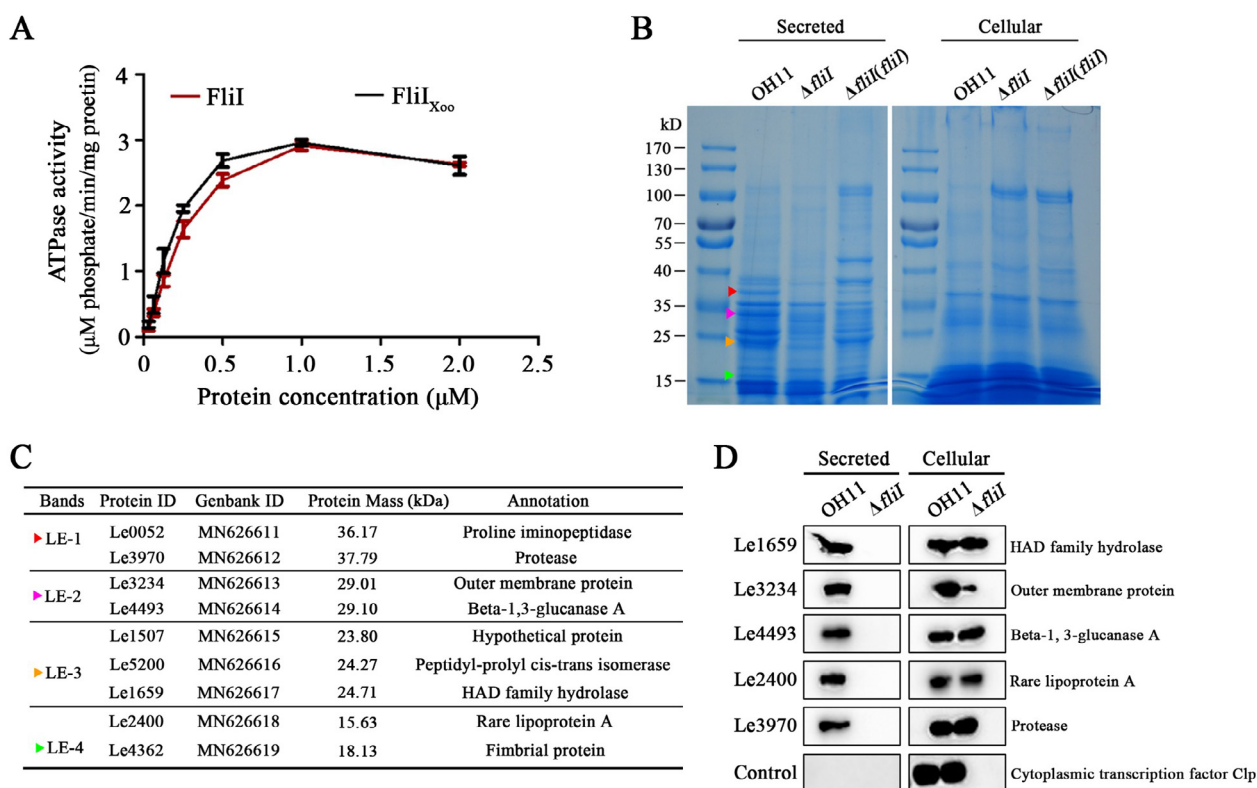 A
FliI FliI_Xoo
ATPase activity
(μM phosphate/min/mg proetin)
4
3
2
1
0
0 0.5 1.0 1.5 2.0 2.5
Protein concentration (μM)
B
Secreted Cellular
OH11 ΔfliI ΔfliI(fliI) OH11 ΔfliI ΔfliI(fliI)
kD
170
130
100
70
55
40
35
25
15
C
Bands Protein ID Genbank ID Protein Mass (kDa) Annotation
LE-1
Le0052 MN626611 36.17 Proline iminopeptidase
Le3970 MN626612 37.79 Protease
LE-2
Le3234 MN626613 29.01 Outer membrane protein
Le4493 MN626614 29.10 Beta-1,3-glucanase A
LE-3
Le1507 MN626615 23.80 Hypothetical protein
Le5200 MN626616 24.27 Peptidyl-prolyl cis-trans isomerase
Le1659 MN626617 24.71 HAD family hydrolase
LE-4
Le2400 MN626618 15.63 Rare lipoprotein A
Le4362 MN626619 18.13 Fimbrial protein
D
Secreted Cellular
OH11 ΔfliI OH11 ΔfliI
Le1659 HAD family hydrolase
Le3234 Outer membrane protein
Le4493 Beta-1, 3-glucanase A
Le2400 Rare lipoprotein A
Le3970 Protease
Control Cytoplasmic transcription factor Clp